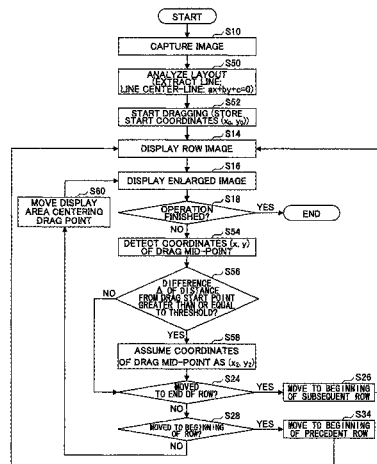 START
S10
CAPTURE IMAGE
S50
ANALYZE LAYOUT
(EXTRACT LINE;
LINE CENTER-LINE: ax+by+c=0)
S52
START DRAGGING (STORE
START COORDINATES (x₀, y₀))
S14
DISPLAY ROW IMAGE
S16
DISPLAY ENLARGED IMAGE
S60
MOVE DISPLAY
AREA CENTERING
DRAG POINT
S18
OPERATION
FINISHED?
YES
END
NO
S54
DETECT COORDINATES (x, y)
OF DRAG MID-POINT
S56
DIFFERENCE
Δ OF DISTANCE
FROM DRAG START POINT
GREATER THAN OR EQUAL
TO THRESHOLD?
NO
YES
S58
ASSUME COORDINATES
OF DRAG MID-POINT AS (x₂, y₂)
S24
MOVED
TO END OF ROW?
YES
S26
MOVE TO BEGINNING
OF SUBSEQUENT ROW
NO
S28
MOVED TO BEGINNING
OF ROW?
YES
S34
MOVE TO BEGINNING
OF PRECEDENT ROW
NO